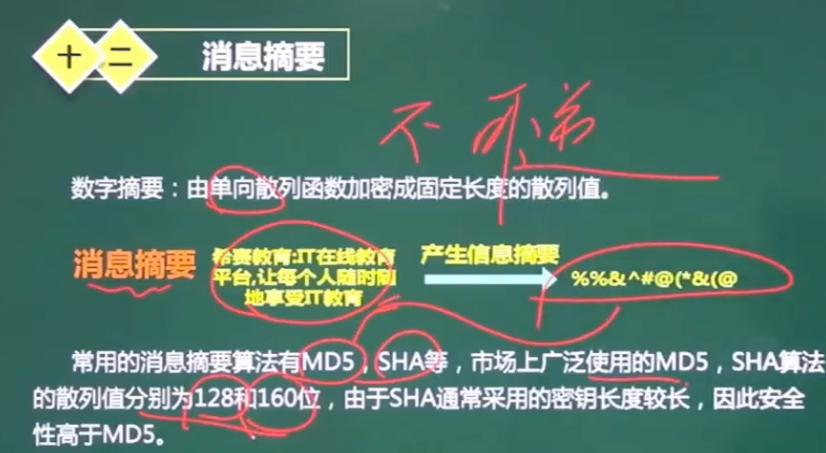 十二 消息摘要
不可逆
数字摘要：由单向散列函数加密成固定长度的散列值。
消息摘要
希赛教育:IT在线教育
平台,让每个人随时随
地享受IT教育
产生信息摘要
%%&^#@(*&(@
常用的消息摘要算法有MD5，SHA等，市场上广泛使用的MD5，SHA算法
的散列值分别为128和160位，由于SHA通常采用的密钥长度较长，因此安全
性高于MD5。